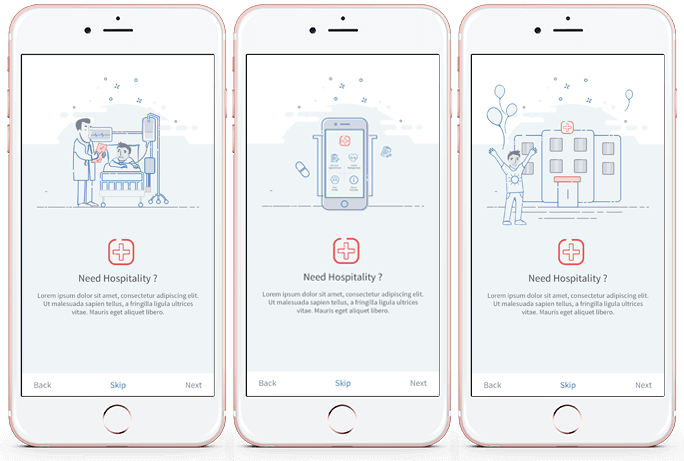 Need Hospitality ?
Lorem ipsum dolor sit amet, consectetur adipiscing elit.
Ut malesuada sapien tellus, a fringilla ligula ultrices
vitae. Mauris eget aliquet libero.
Back
Skip
Next
Need Hospitality ?
Lorem ipsum dolor sit amet, consectetur adipiscing elit.
Ut malesuada sapien tellus, a fringilla ligula ultrices
vitae. Mauris eget aliquet libero.
Back
Skip
Next
Need Hospitality ?
Lorem ipsum dolor sit amet, consectetur adipiscing elit.
Ut malesuada sapien tellus, a fringilla ligula ultrices
vitae. Mauris eget aliquet libero.
Back
Skip
Next